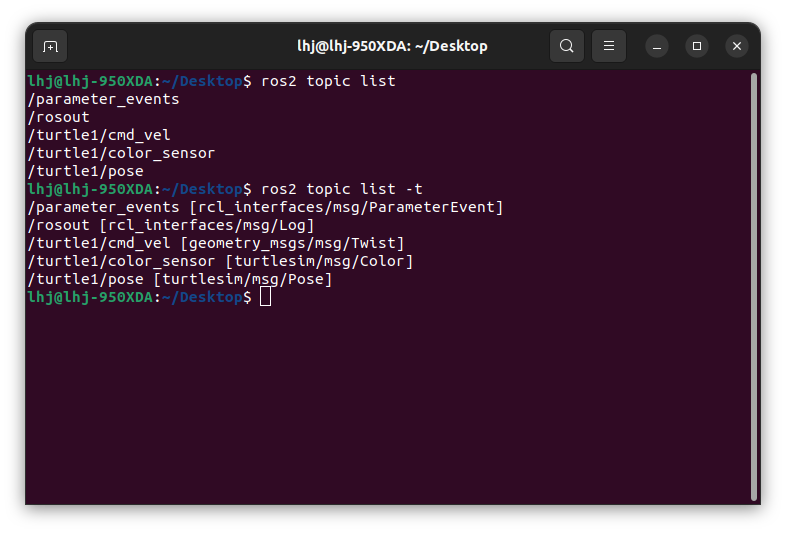 lhj@lhj-950XDA: ~/Desktop
lhj@lhj-950XDA:~/Desktop$ ros2 topic list
/parameter_events
/rosout
/turtle1/cmd_vel
/turtle1/color_sensor
/turtle1/pose
lhj@lhj-950XDA:~/Desktop$ ros2 topic list -t
/parameter_events [rcl_interfaces/msg/ParameterEvent]
/rosout [rcl_interfaces/msg/Log]
/turtle1/cmd_vel [geometry_msgs/msg/Twist]
/turtle1/color_sensor [turtlesim/msg/Color]
/turtle1/pose [turtlesim/msg/Pose]
lhj@lhj-950XDA:~/Desktop$